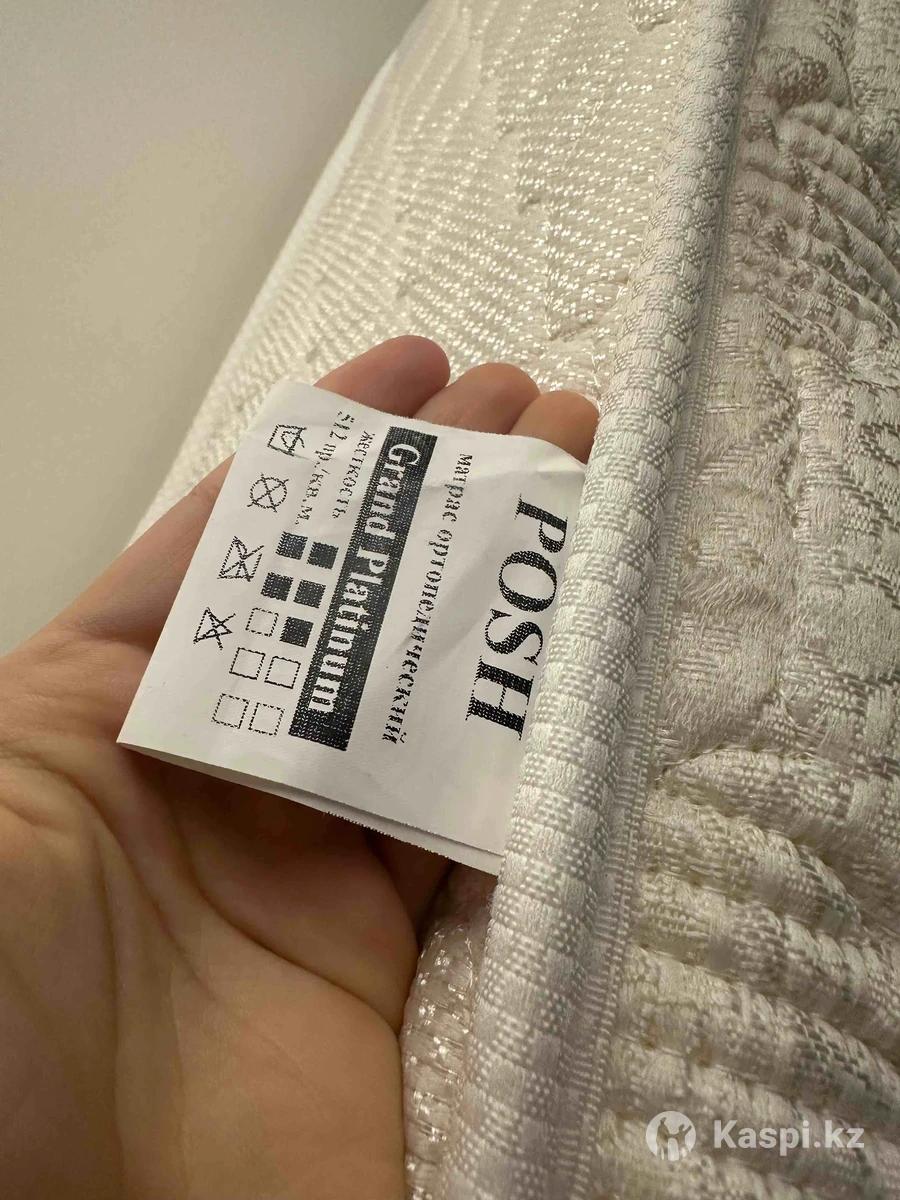 POSH
матрас ортопедический
Grand Platinum
жесткость
512 пр./кв.м.
Kaspi.kz